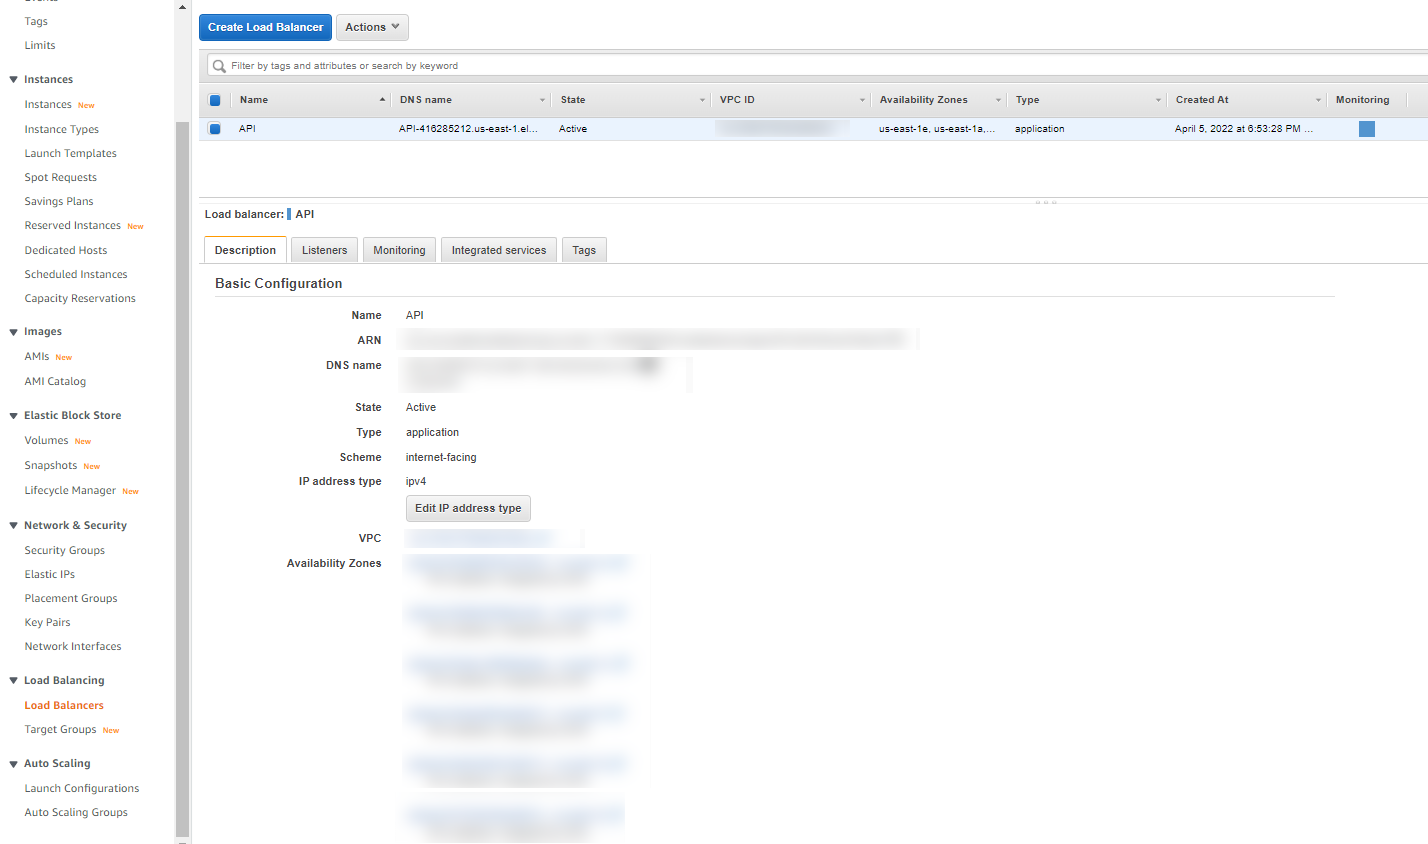 Tags
Limits
Instances
Instances New
Instance Types
Launch Templates
Spot Requests
Savings Plans
Reserved Instances New
Dedicated Hosts
Scheduled Instances
Capacity Reservations
Images
AMIs New
AMI Catalog
Elastic Block Store
Volumes New
Snapshots New
Lifecycle Manager New
Network & Security
Security Groups
Elastic IPs
Placement Groups
Key Pairs
Network Interfaces
Load Balancing
Load Balancers
Target Groups New
Auto Scaling
Launch Configurations
Auto Scaling Groups
Create Load Balancer Actions
Filter by tags and attributes or search by keyword
Name DNS name State VPC ID Availability Zones Type Created At Monitoring
API API-416285212.us-east-1.el... Active us-east-1e, us-east-1a,... application April 5, 2022 at 6:53:28 PM ...
Load balancer: API
Description Listeners Monitoring Integrated services Tags
Basic Configuration
Name API
ARN
DNS name
State Active
Type application
Scheme internet-facing
IP address type ipv4
Edit IP address type
VPC
Availability Zones